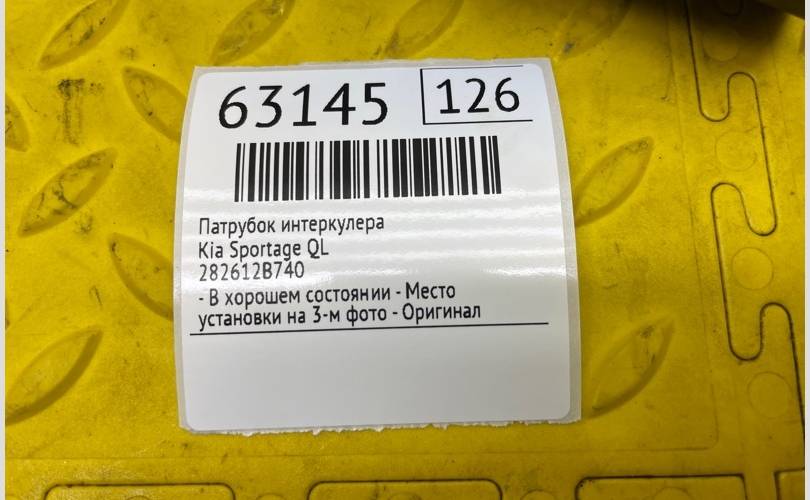 63145 126
Патрубок интеркулера
Kia Sportage QL
282612B740
- В хорошем состоянии - Место
установки на 3-м фото - Оригинал